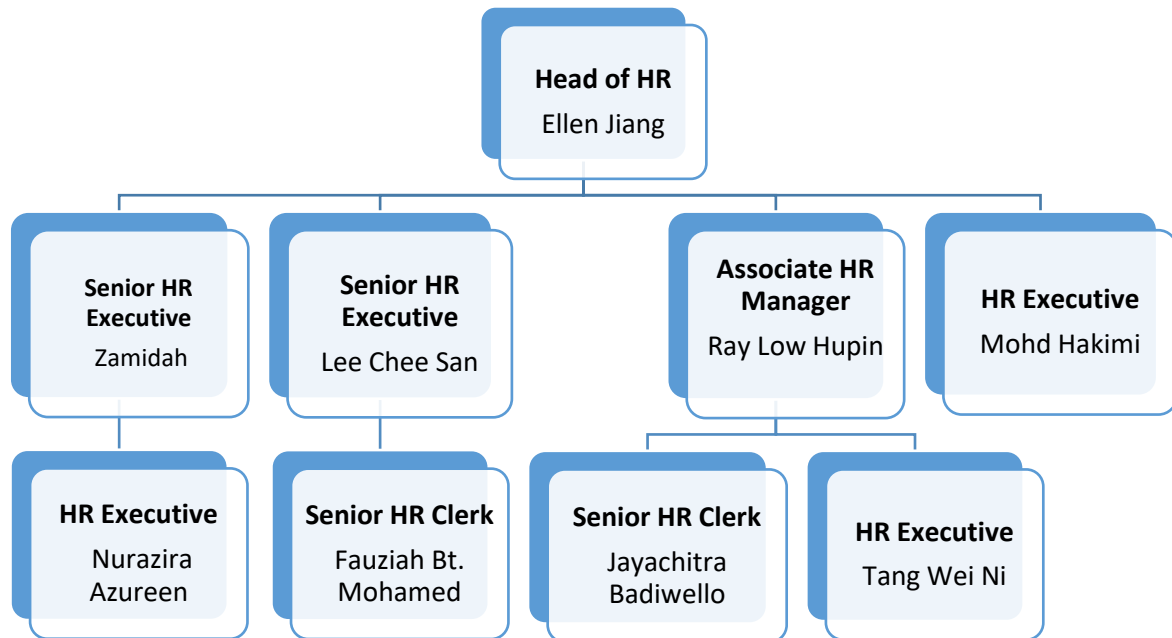 Head of HR
Ellen Jiang
Senior HR
Executive
Zamidah
Senior HR
Executive
Lee Chee San
Associate HR
Manager
Ray Low Hupin
HR Executive
Mohd Hakimi
HR Executive
Nurazira
Azureen
Senior HR Clerk
Fauziah Bt.
Mohamed
Senior HR Clerk
Jayachitra
Badiwello
HR Executive
Tang Wei Ni